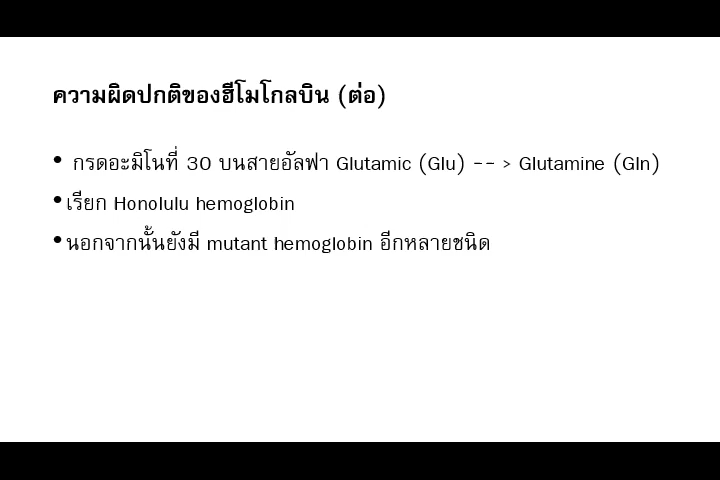 ความผิดปกติของฮีโมโกลบิน (ต่อ)
• กรดอะมิโนที่ 30 บนสายอัลฟา Glutamic (Glu) -- > Glutamine (Gln)
• เรียก Honolulu hemoglobin
• นอกจากนั้นยังมี mutant hemoglobin อีกหลายชนิด